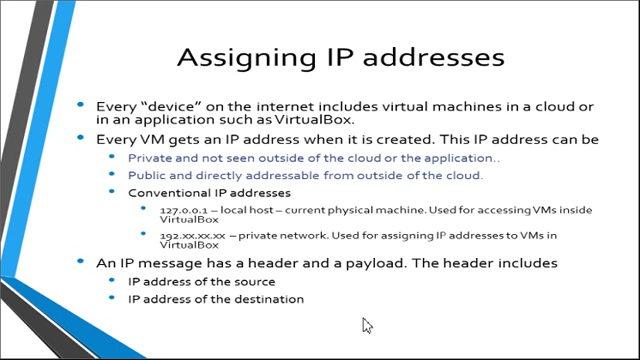 Assigning IP addresses
Every “device” on the internet includes virtual machines in a cloud or
in an application such as VirtualBox.
Every VM gets an IP address when it is created. This IP address can be
Private and not seen outside of the cloud or the application..
Public and directly addressable from outside of the cloud.
Conventional IP addresses
127.0.0.1 – local host – current physical machine. Used for accessing VMs inside
VirtualBox
192.xx.xx.xx – private network. Used for assigning IP addresses to VMs in
VirtualBox
An IP message has a header and a payload. The header includes
IP address of the source
IP address of the destination